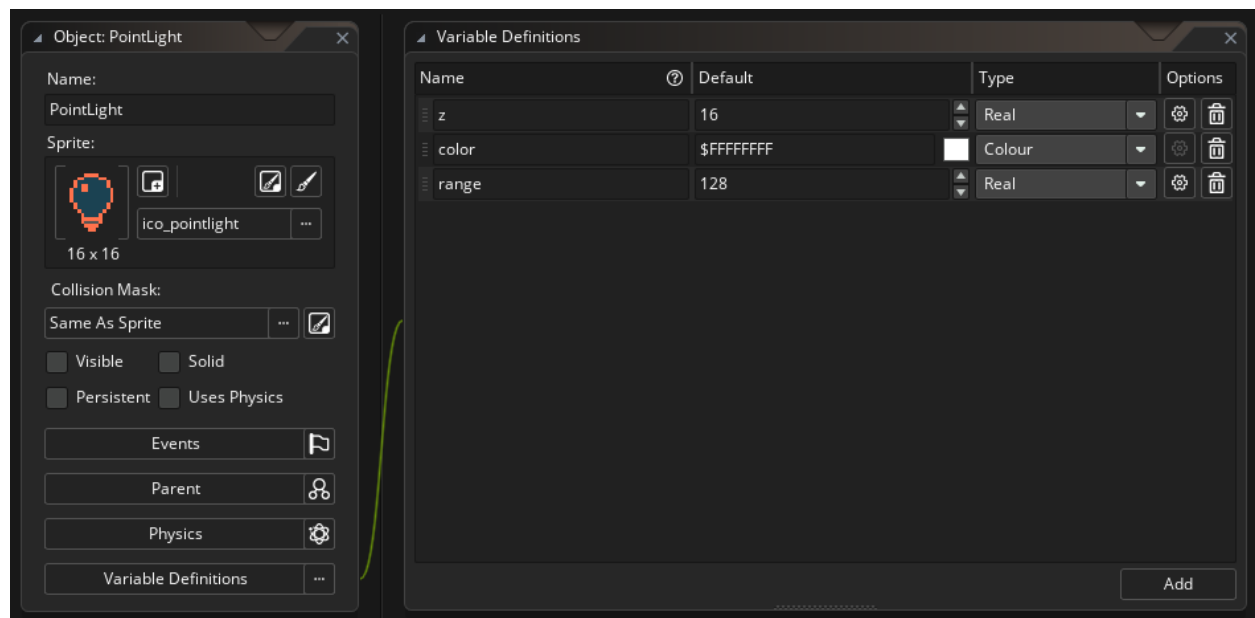 Object: PointLight
Name:
PointLight
Sprite:
ico_pointlight
16 x 16
Collision Mask:
Same As Sprite
Visible Solid
Persistent Uses Physics
Events
Parent
Physics
Variable Definitions
Variable Definitions
Name Default Type Options
z 16 Real
color $FFFFFFFF Colour
range 128 Real
Add